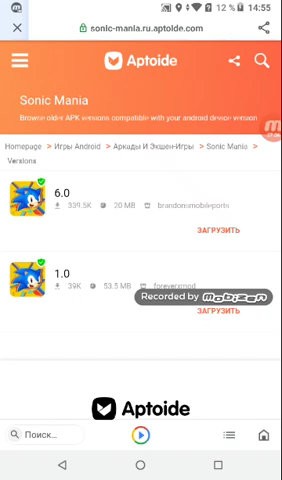 12 % 14:55
sonic-mania.ru.aptoide.com
Aptoide
Sonic Mania
Browse older APK versions compatible with your android device version
Homepage > Игры Android > Аркады И Экшен-Игры > Sonic Mania >
Versions
6.0
339.5K 20 MB brandonsmobileports
ЗАГРУЗИТЬ
1.0
39K 53.5 MB foreverxmod
Recorded by mobizen
ЗАГРУЗИТЬ
Aptoide
Поиск...